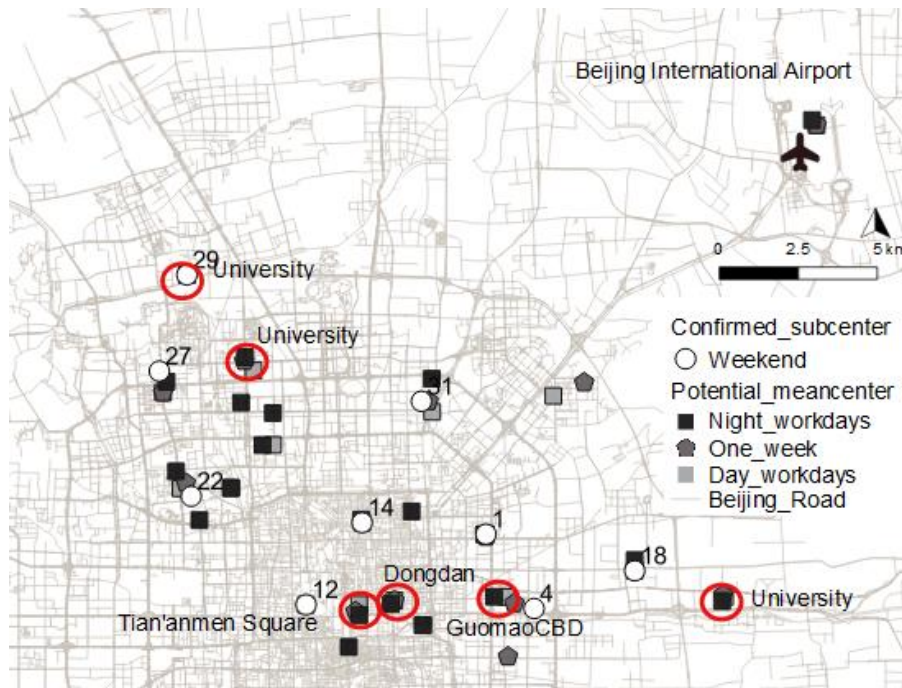 Beijing International Airport
0 2.5 5 km
29
University
University
Confirmed_subcenter
Weekend
27
31
Potential_meancenter
Night_workdays
One_week
Day_workdays
Beijing_Road
22
14
1
18
Dongdan
12
4
University
Tian'anmen Square
GuomaoCBD